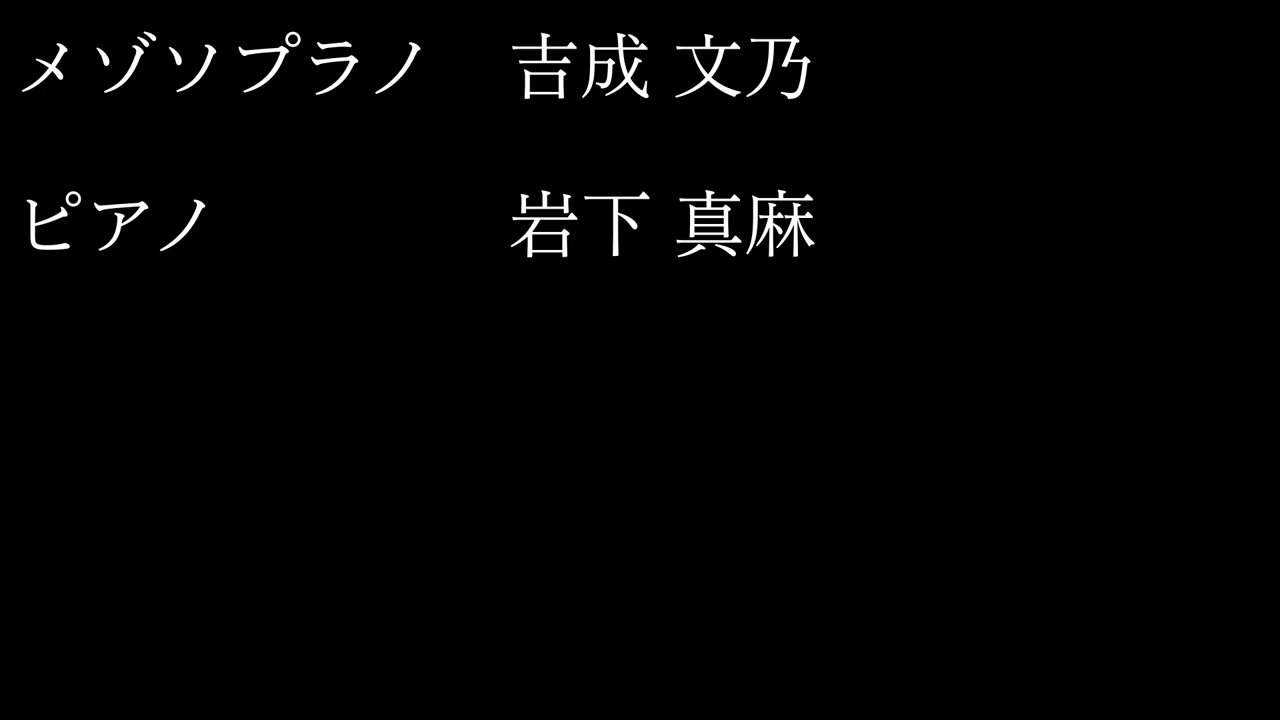 メゾソプラノ　吉成 文乃
ピアノ　　　　岩下 真麻